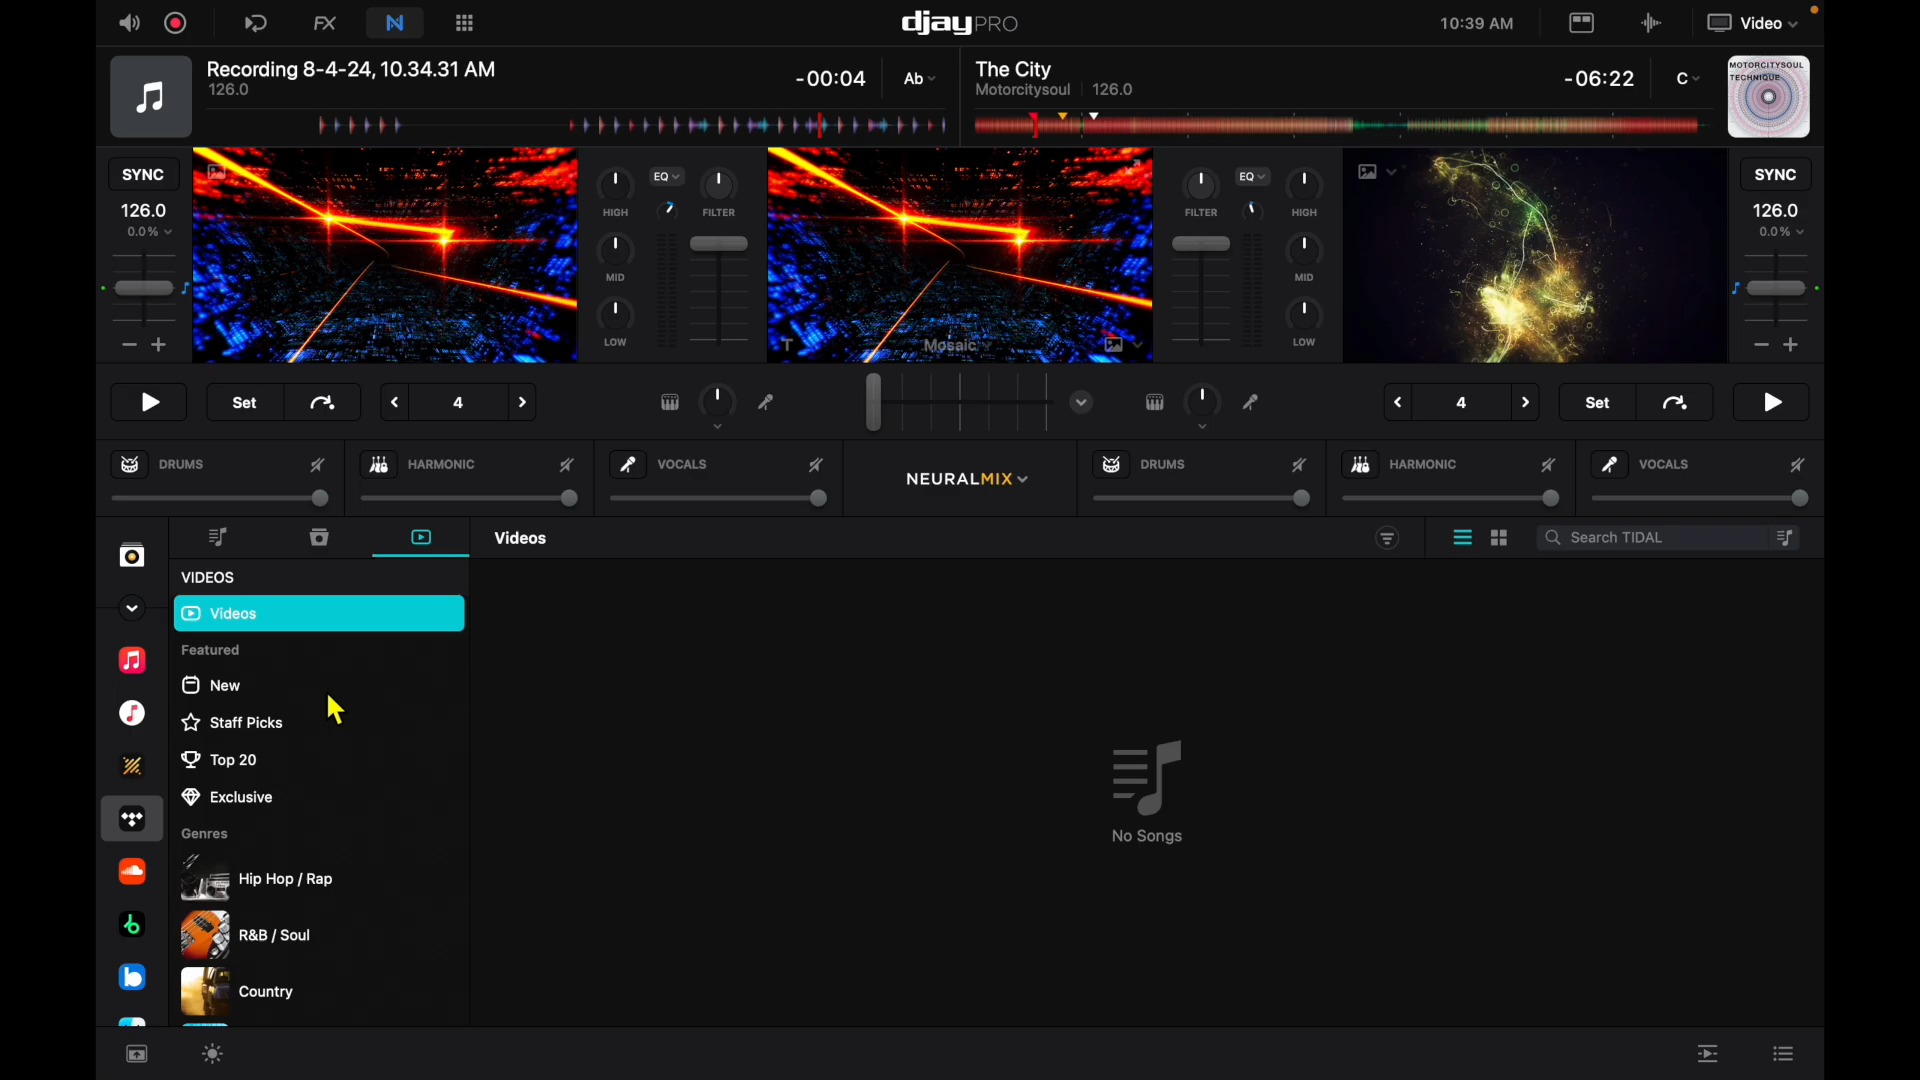 FX
djayPRO
10:39 AM
Video
Recording 8-4-24, 10.34.31 AM
126.0
-00:04
Ab
The City
Motorcitysoul
126.0
-06:22
C
MOTORCITYSOUL
TECHNIQUE
SYNC
126.0
0.0%
HIGH
EQ
FILTER
MID
LOW
T
Mosaic
FILTER
EQ
HIGH
MID
LOW
SYNC
126.0
0.0%
Set
4
4
Set
DRUMS
HARMONIC
VOCALS
NEURALMIX
DRUMS
HARMONIC
VOCALS
Videos
Search TIDAL
VIDEOS
Videos
Featured
New
Staff Picks
Top 20
Exclusive
Genres
Hip Hop / Rap
R&B / Soul
Country
No Songs